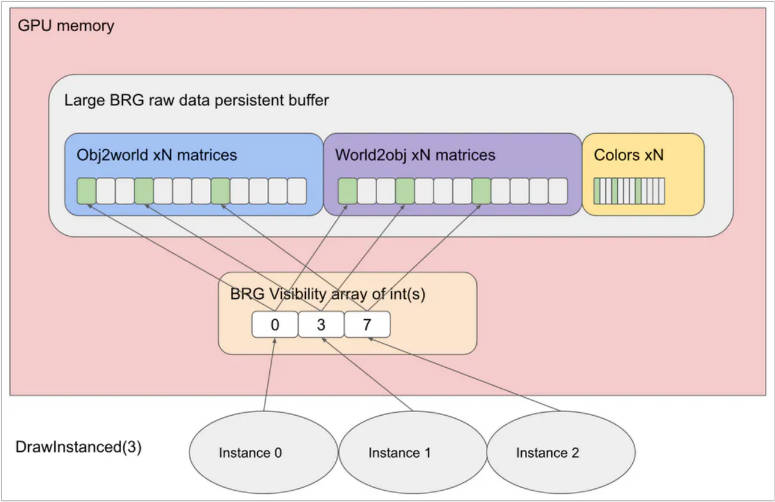 GPU memory
Large BRG raw data persistent buffer
Obj2world xN matrices
World2obj xN matrices
Colors xN
BRG Visibility array of int(s)
0
3
7
DrawInstanced(3)
Instance 0
Instance 1
Instance 2